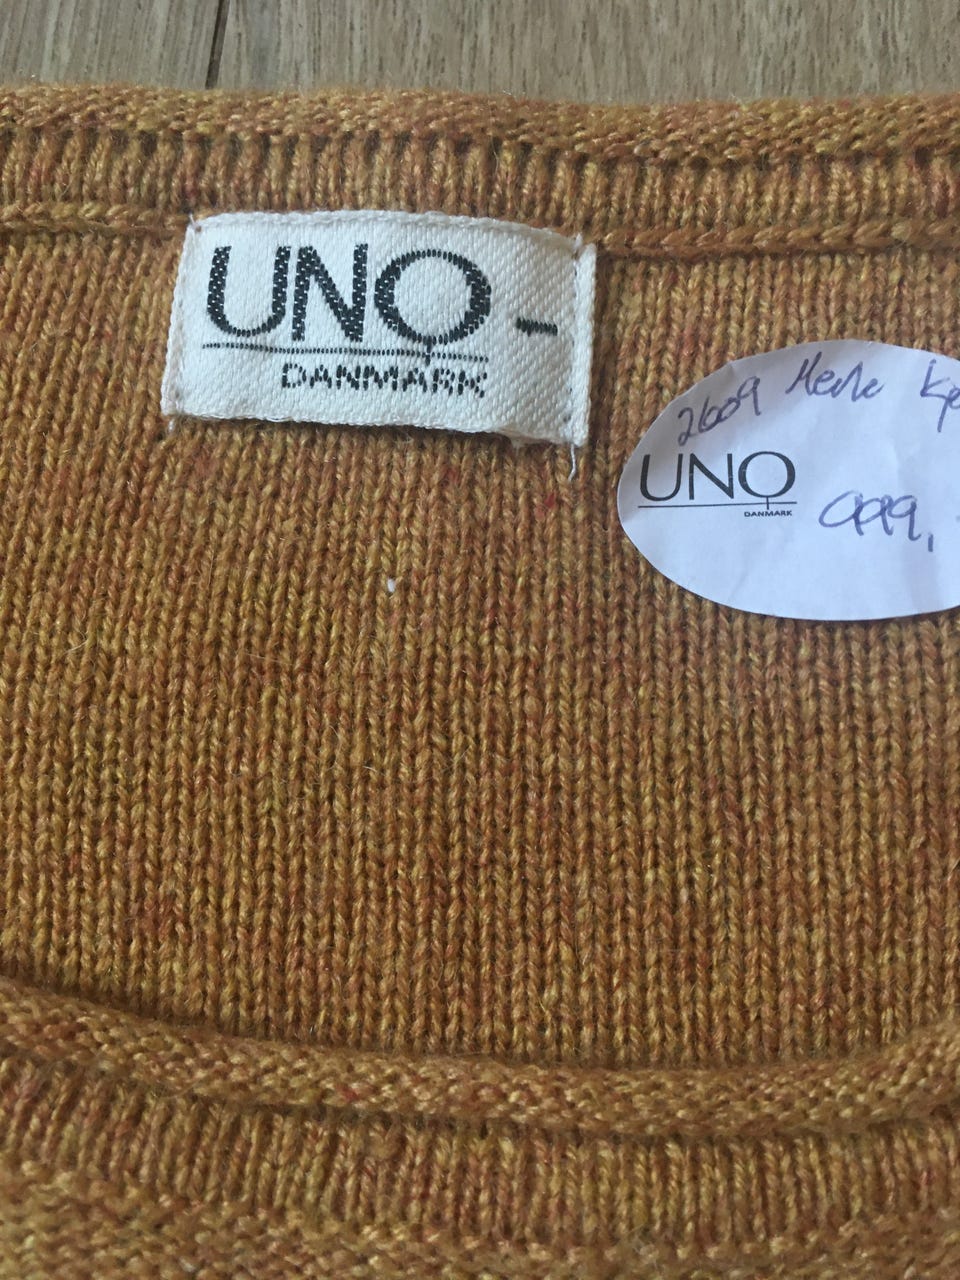 UNO -
DANMARK
2609
UNO
DANMARK
999,-